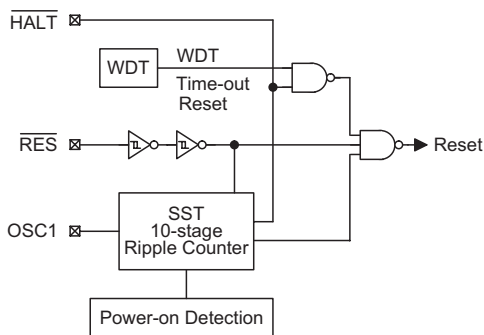 HALT
WDT
WDT
Time-out
Reset
RES
Reset
OSC1
SST
10-stage
Ripple Counter
Power-on Detection